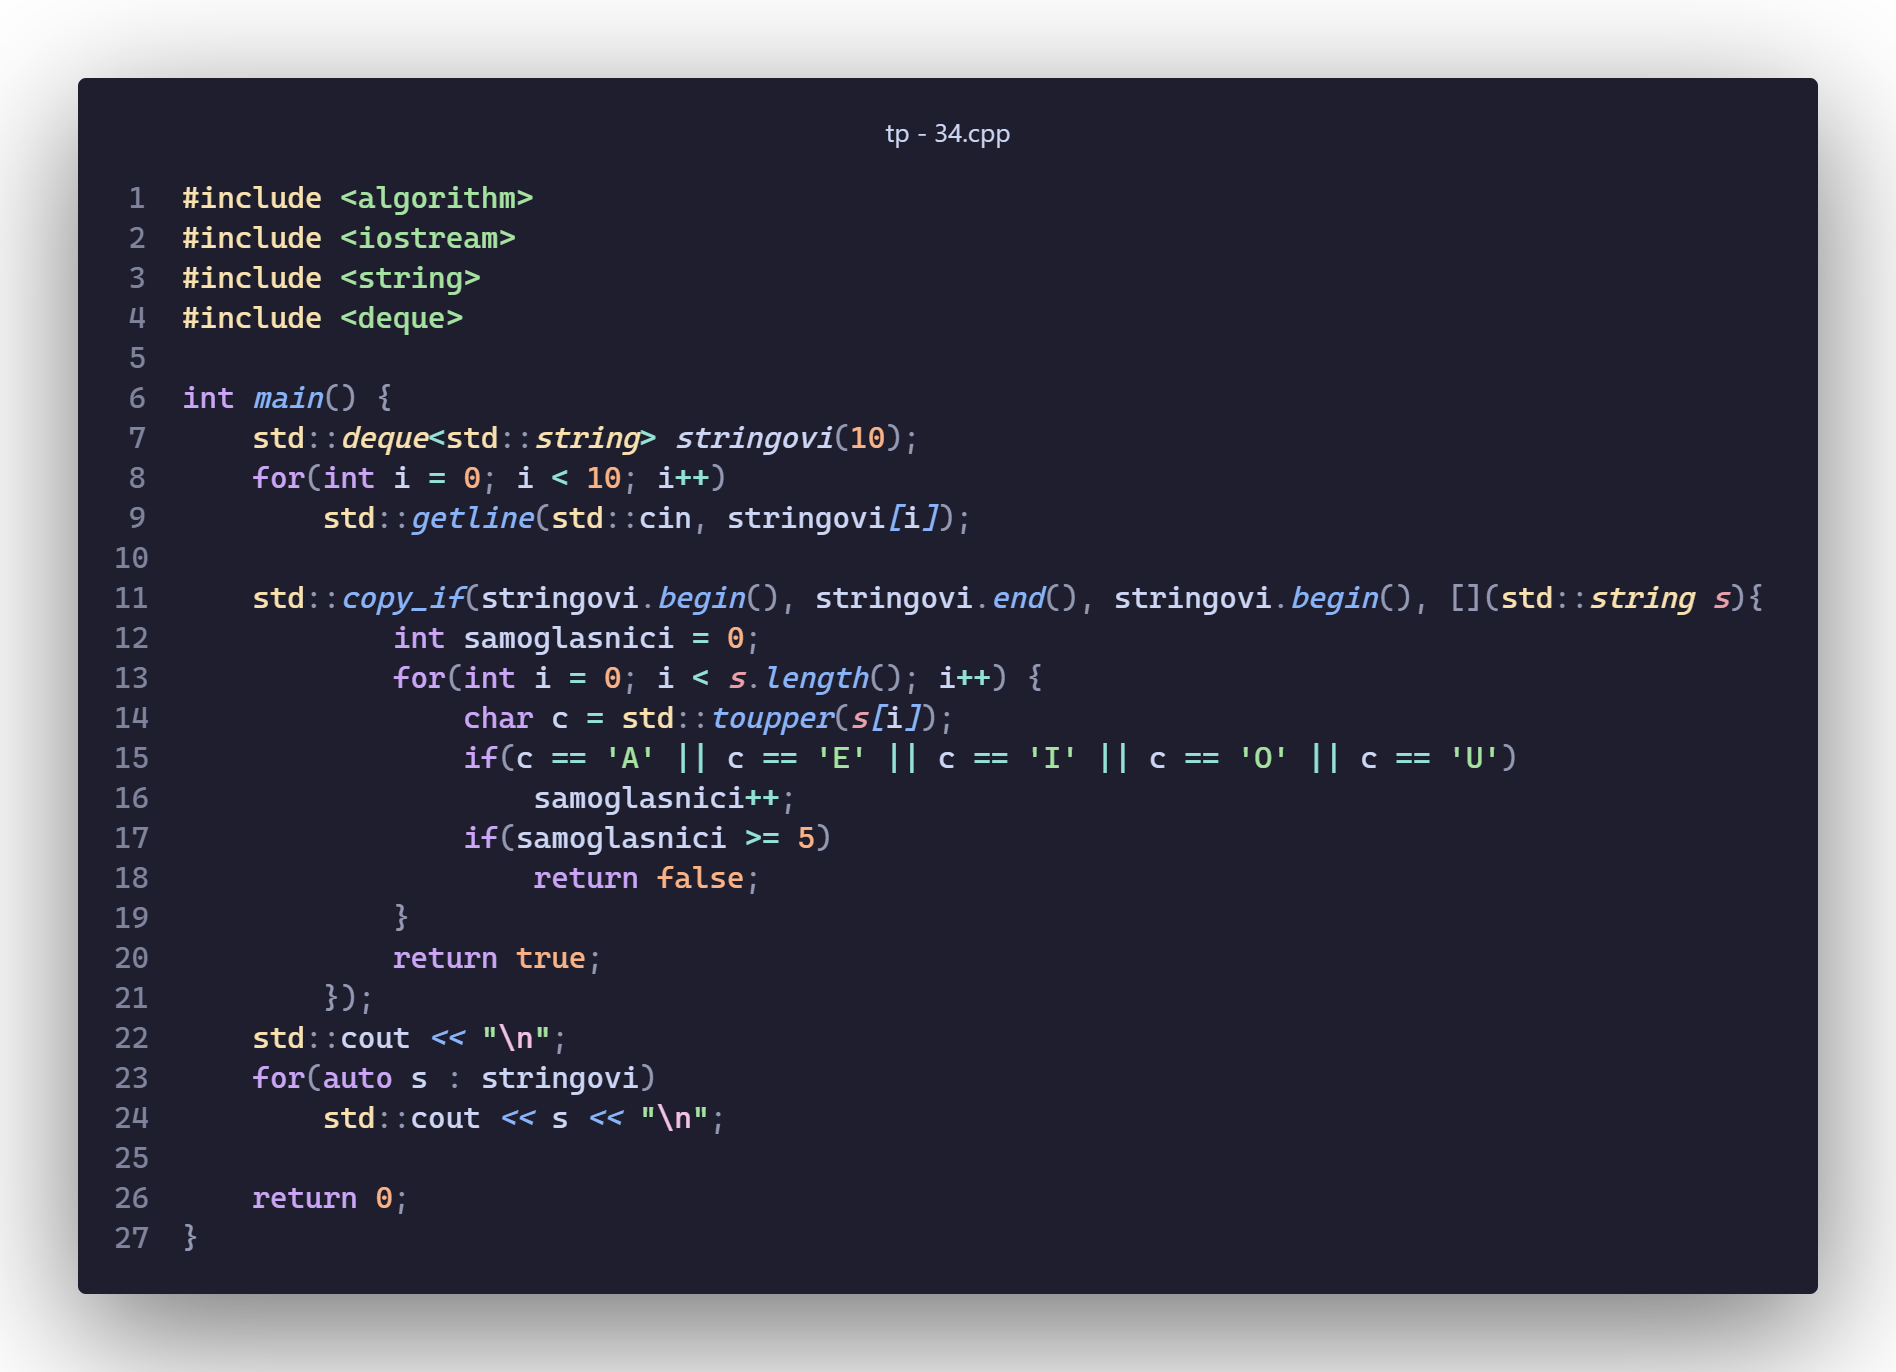 tp - 34.cpp
1 #include <algorithm>
2 #include <iostream>
3 #include <string>
4 #include <deque>
5
6 int main() {
7     std::deque<std::string> stringovi(10);
8     for(int i = 0; i < 10; i++)
9         std::getline(std::cin, stringovi[i]);
10
11     std::copy_if(stringovi.begin(), stringovi.end(), stringovi.begin(), [](std::string s){
12             int samoglasnici = 0;
13             for(int i = 0; i < s.length(); i++) {
14                 char c = std::toupper(s[i]);
15                 if(c == 'A' || c == 'E' || c == 'I' || c == 'O' || c == 'U')
16                     samoglasnici++;
17                 if(samoglasnici >= 5)
18                     return false;
19             }
20             return true;
21         });
22     std::cout << "\n";
23     for(auto s : stringovi)
24         std::cout << s << "\n";
25
26     return 0;
27 }